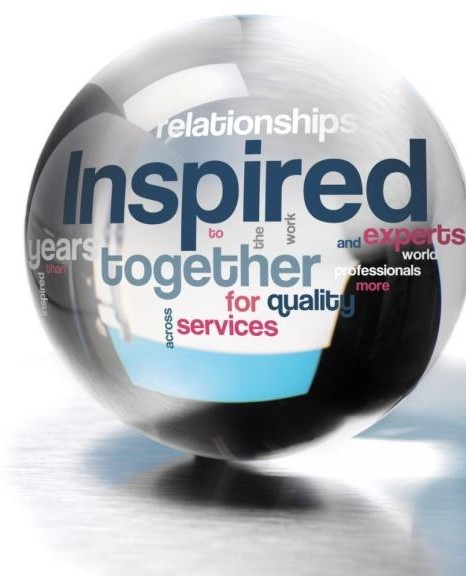 relationships
Inspired
to
the
work
and
experts
years
than
world
together
professionals
more
inspired
for
quality
across
services